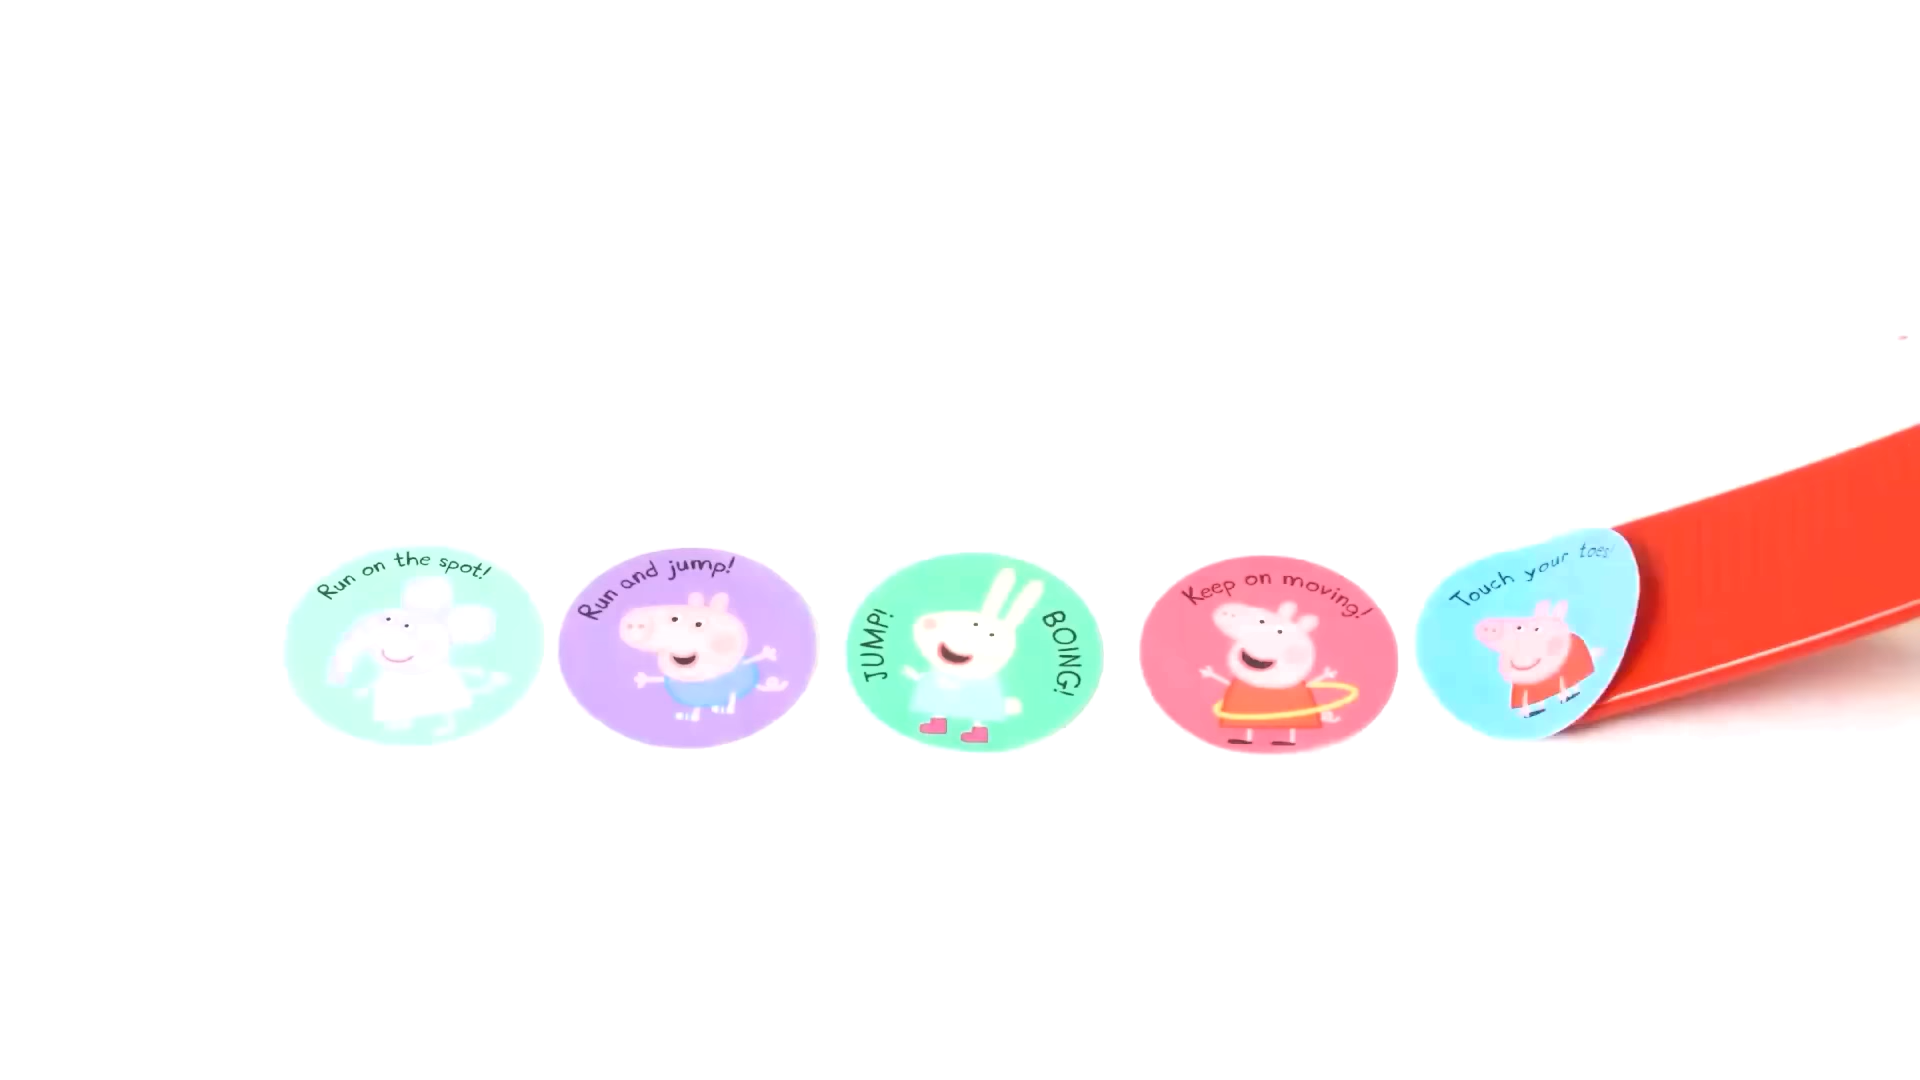 Run on the spot!
Run and jump!
JUMP!
BOING!
Keep on moving!
Touch your toes!